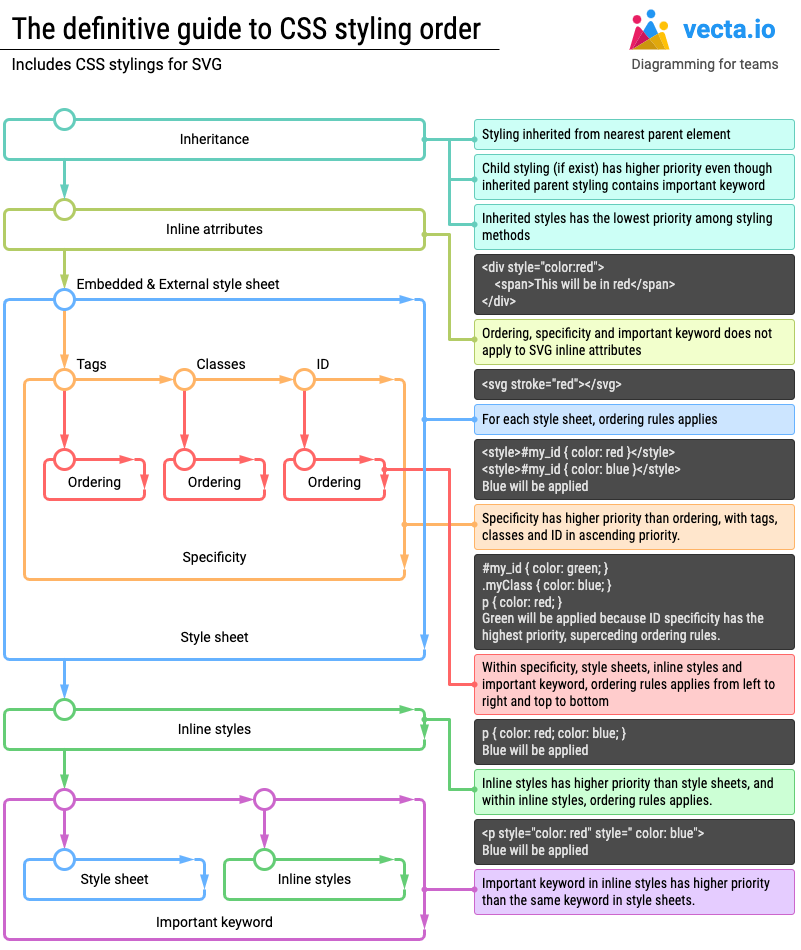 The definitive guide to CSS styling order
Includes CSS stylings for SVG
vecta.io
Diagramming for teams
Inheritance
Inline atrributes
Embedded & External style sheet
Tags
Classes
ID
Ordering
Ordering
Ordering
Specificity
Style sheet
Inline styles
Style sheet
Inline styles
Important keyword
Styling inherited from nearest parent element
Child styling (if exist) has higher priority even though
inherited parent styling contains important keyword
Inherited styles has the lowest priority among styling
methods
<div style="color:red">
<span>This will be in red</span>
</div>
Ordering, specificity and important keyword does not
apply to SVG inline attributes
<svg stroke="red"></svg>
For each style sheet, ordering rules applies
<style>#my_id { color: red }</style>
<style>#my_id { color: blue }</style>
Blue will be applied
Specificity has higher priority than ordering, with tags,
classes and ID in ascending priority.
#my_id { color: green; }
.myClass { color: blue; }
p { color: red; }
Green will be applied because ID specificity has the
highest priority, superceding ordering rules.
Within specificity, style sheets, inline styles and
important keyword, ordering rules applies from left to
right and top to bottom
p { color: red; color: blue; }
Blue will be applied
Inline styles has higher priority than style sheets, and
within inline styles, ordering rules applies.
<p style="color: red" style=" color: blue">
Blue will be applied
Important keyword in inline styles has higher priority
than the same keyword in style sheets.